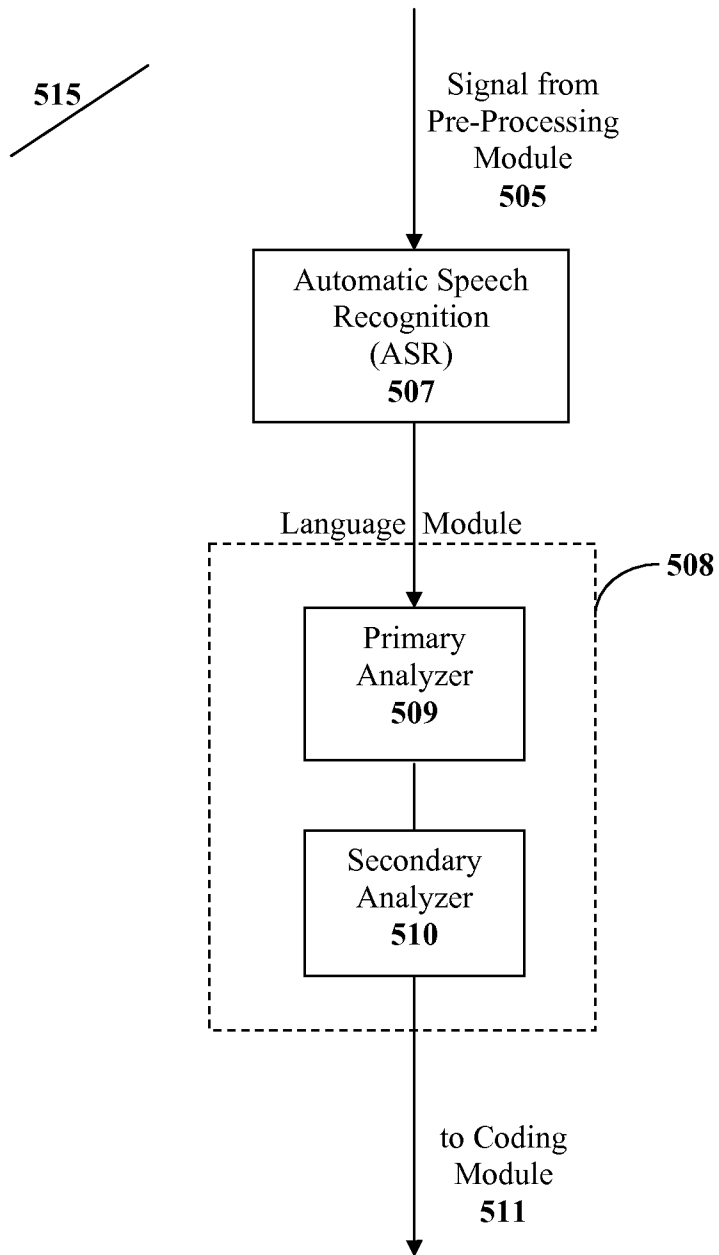 515
Signal from
Pre-Processing
Module
505
Automatic Speech
Recognition
(ASR)
507
Language Module
508
Primary
Analyzer
509
Secondary
Analyzer
510
to Coding
Module
511